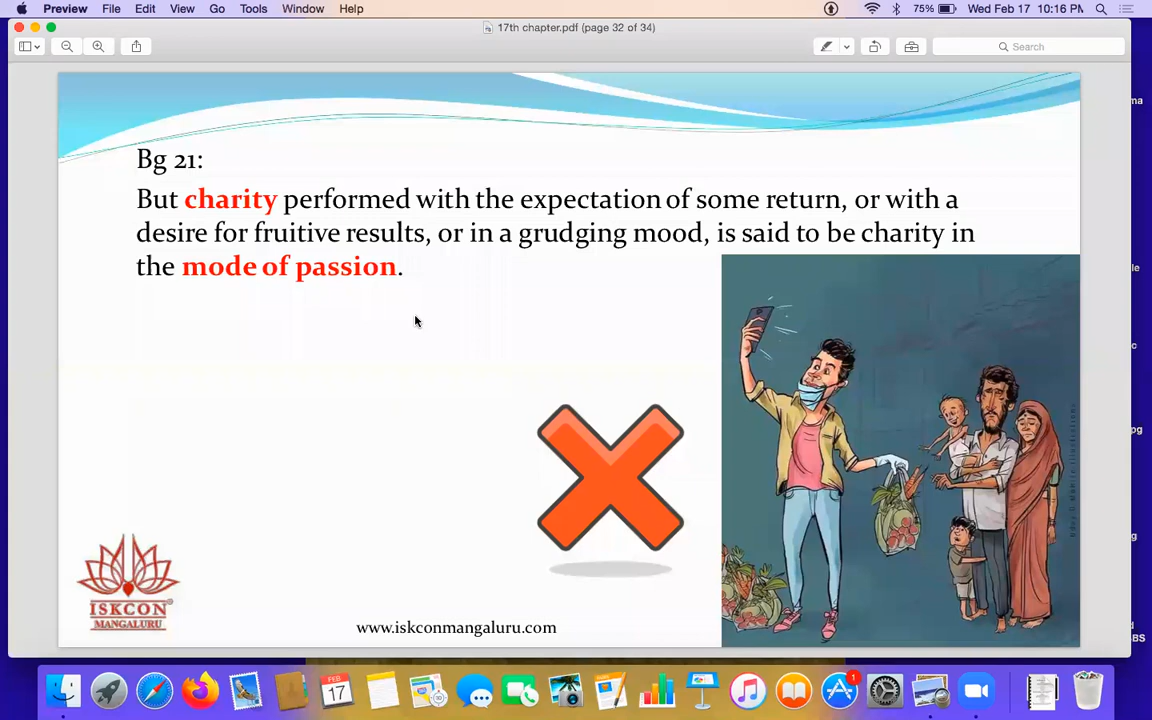 Preview File Edit View Go Tools Window Help 75% Wed Feb 17 10:16 PM
17th chapter.pdf (page 32 of 34)
Search
Bg 21:
But charity performed with the expectation of some return, or with a
desire for fruitive results, or in a grudging mood, is said to be charity in
the mode of passion.
ISKCON
MANGALURU
www.iskconmangaluru.com
FEB
17
1